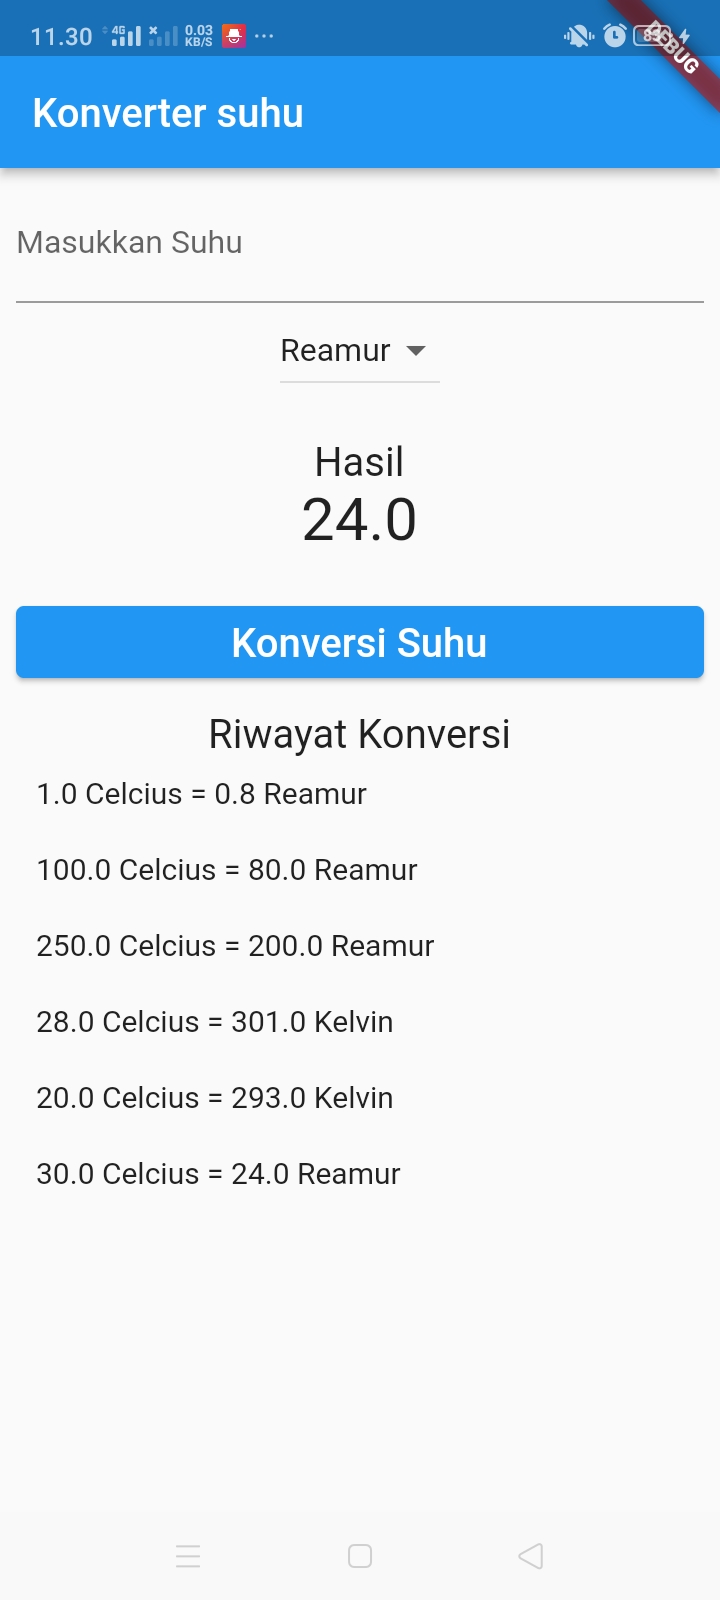 11.30 4G 0.03 KB/S
DEBUG
Konverter suhu
Masukkan Suhu
Reamur
Hasil
24.0
Konversi Suhu
Riwayat Konversi
1.0 Celcius = 0.8 Reamur
100.0 Celcius = 80.0 Reamur
250.0 Celcius = 200.0 Reamur
28.0 Celcius = 301.0 Kelvin
20.0 Celcius = 293.0 Kelvin
30.0 Celcius = 24.0 Reamur